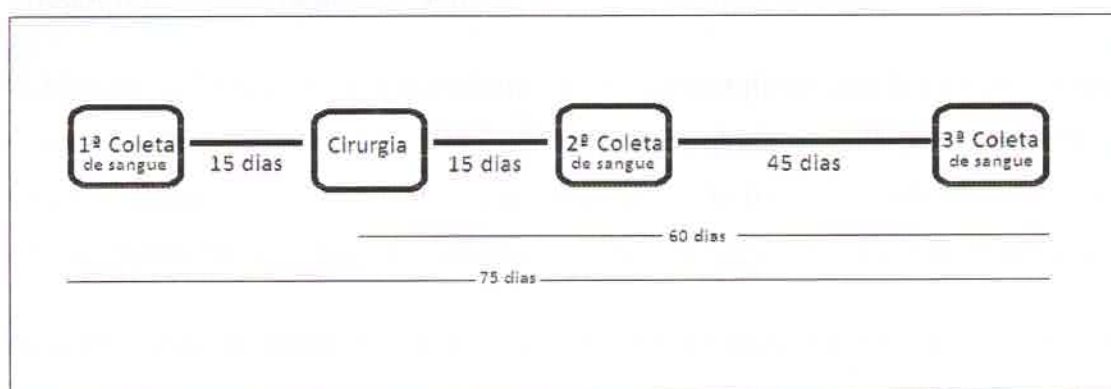 1ª Coleta
de sangue
15 dias
Cirurgia
15 dias
2ª Coleta
de sangue
45 dias
3ª Coleta
de sangue
60 dias
75 dias